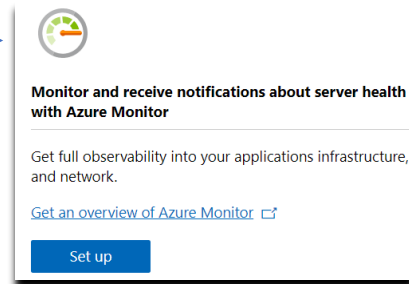 Monitor and receive notifications about server health
with Azure Monitor
Get full observability into your applications infrastructure,
and network.
Get an overview of Azure Monitor
Set up